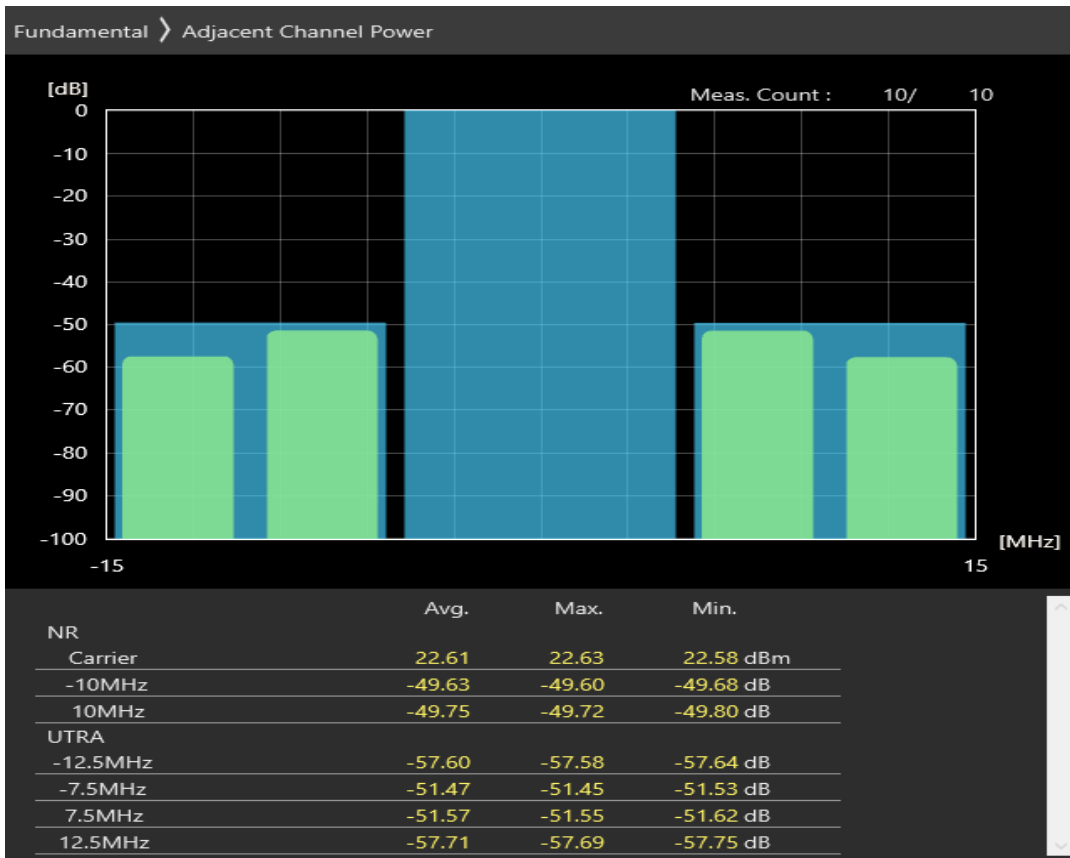 Fundamental ❭ Adjacent Channel Power
[dB]
Meas. Count : 10/ 10
0
-10
-20
-30
-40
-50
-60
-70
-80
-90
-100
[MHz]
-15 15
Avg. Max. Min.
NR
Carrier 22.61 22.63 22.58 dBm
-10MHz -49.63 -49.60 -49.68 dB
10MHz -49.75 -49.72 -49.80 dB
UTRA
-12.5MHz -57.60 -57.58 -57.64 dB
-7.5MHz -51.47 -51.45 -51.53 dB
7.5MHz -51.57 -51.55 -51.62 dB
12.5MHz -57.71 -57.69 -57.75 dB